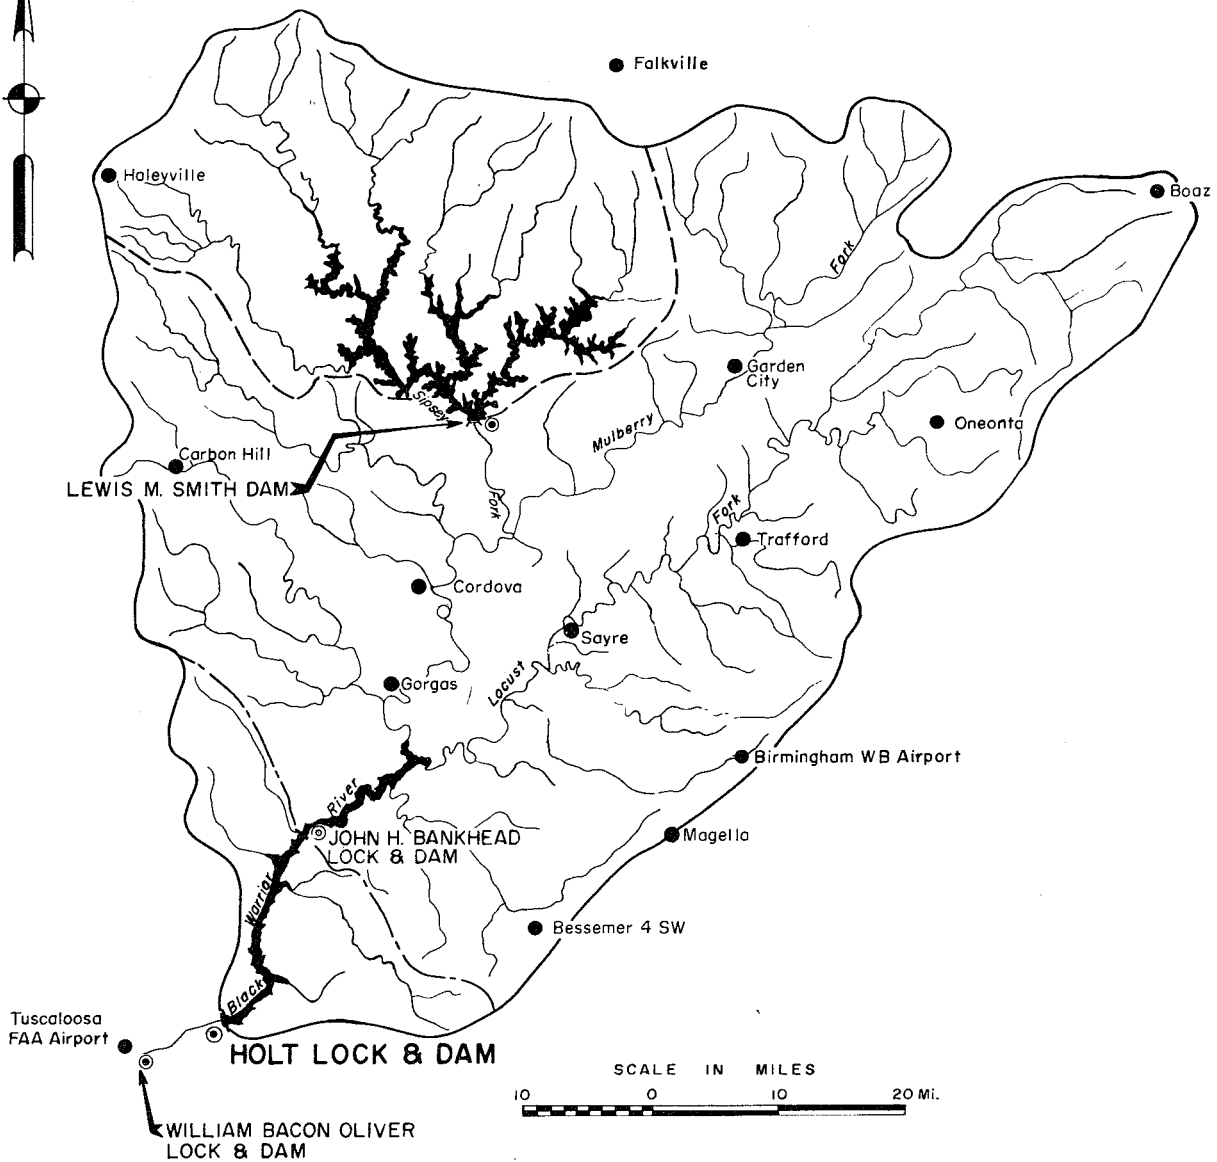 Falkville
Haleyville
Boaz
Fork
Garden
City
Sipsey
Mulberry
Oneonta
Carbon Hill
LEWIS M. SMITH DAM
Fork
Fork
Trafford
Cordova
Sayre
Locust
Gorgas
Birmingham WB Airport
River
JOHN H. BANKHEAD
LOCK & DAM
Magella
Warrior
Bessemer 4 SW
Black
Tuscaloosa
FAA Airport
HOLT LOCK & DAM
SCALE IN MILES
10 0 10 20 Mi.
WILLIAM BACON OLIVER
LOCK & DAM